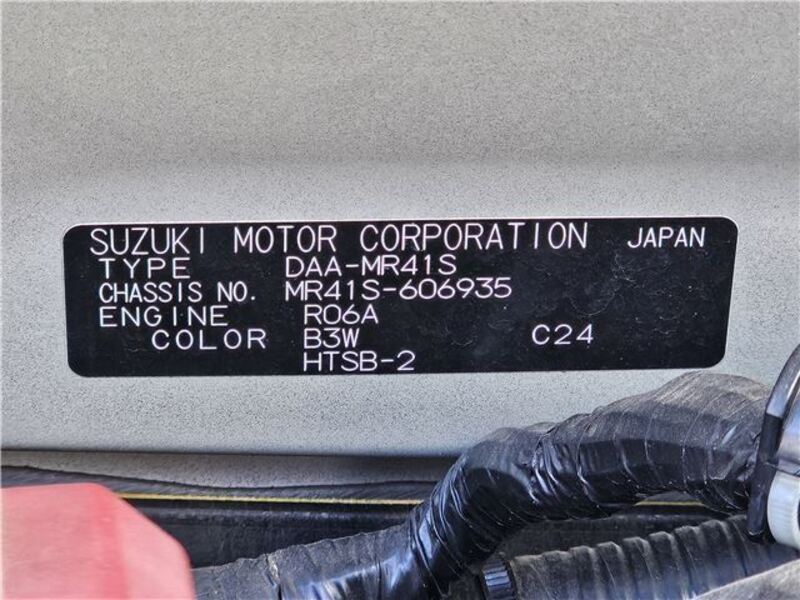 SUZUKI MOTOR CORPORATION JAPAN
TYPE DAA-MR41S
CHASSIS NO. MR41S-606935
ENGINE R06A
COLOR B3W C24
HTSB-2